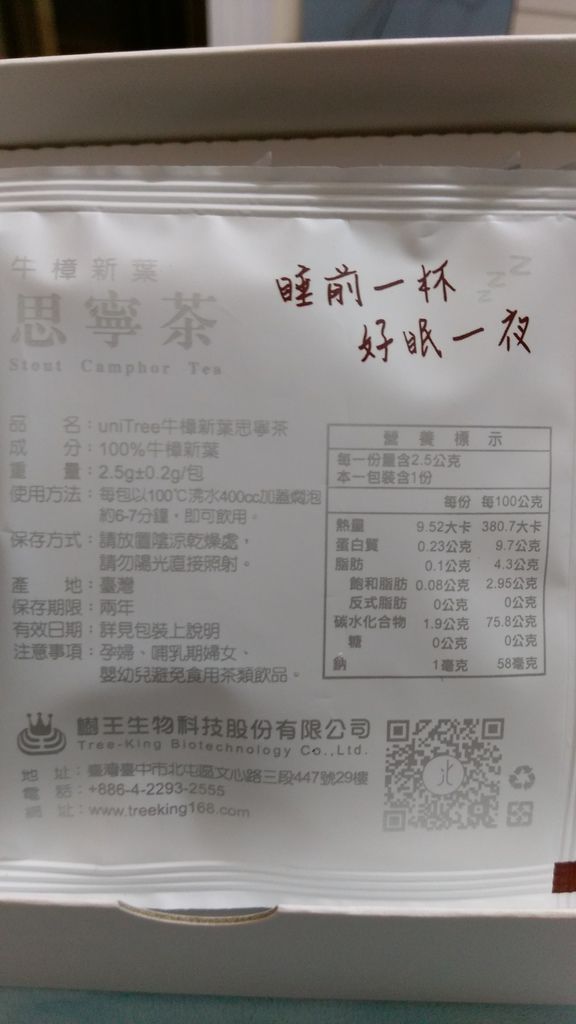 牛樟新葉
思寧茶
Stout Camphor Tea
睡前一杯
zzz
好眠一夜
品名：uniTree牛樟新葉思寧茶
成分：100%牛樟新葉
重量：2.5g±0.2g/包
使用方法：每包以100℃沸水400cc加蓋燜泡
約6-7分鐘，即可飲用。
保存方式：請放置陰涼乾燥處，
請勿陽光直接照射。
產地：臺灣
保存期限：兩年
有效日期：詳見包裝上說明
注意事項：孕婦、哺乳期婦女、
嬰幼兒避免食用茶類飲品。
營養標示
每一份量含2.5公克
本一包裝含1份
每份 每100公克
熱量 9.52大卡 380.7大卡
蛋白質 0.23公克 9.7公克
脂肪 0.1公克 4.3公克
飽和脂肪 0.08公克 2.95公克
反式脂肪 0公克 0公克
碳水化合物 1.9公克 75.8公克
糖 0公克 0公克
鈉 1毫克 58毫克
樹王生物科技股份有限公司
Tree-King Biotechnology Co.,Ltd.
地址：臺灣臺中市北屯區文心路三段447號29樓
電話：+886-4-2293-2555
網址：www.treeking168.com